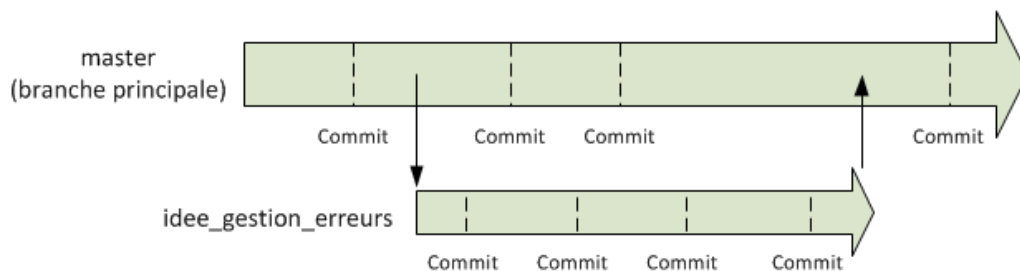 master
(branche principale)
Commit
Commit
Commit
Commit
idee_gestion_erreurs
Commit
Commit
Commit
Commit